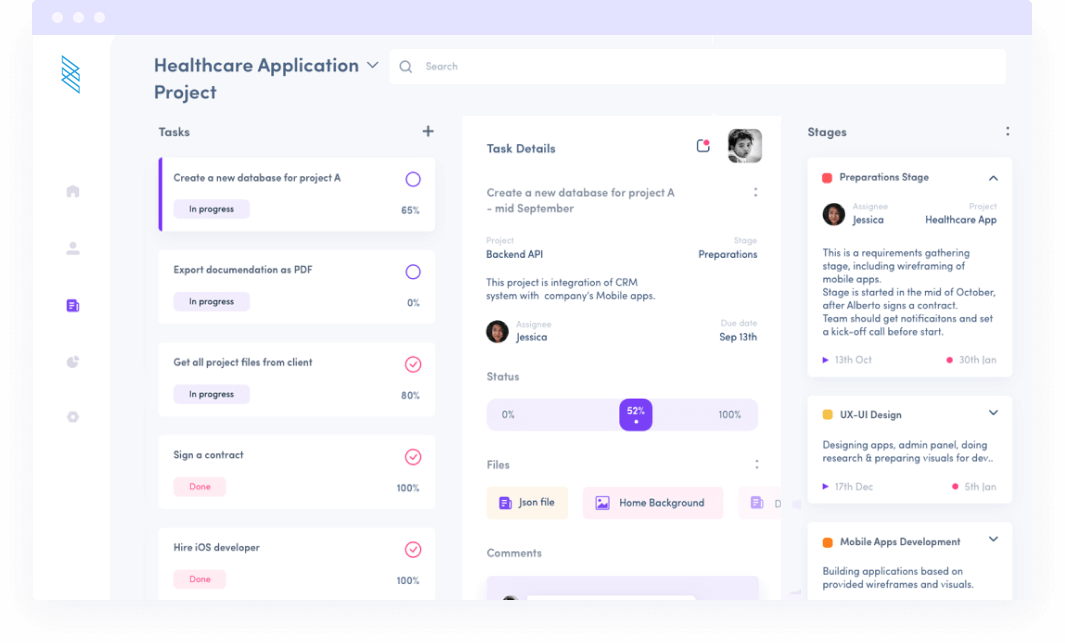 Healthcare Application
Project
Search
Tasks
Create a new database for project A
In progress
65%
Export documendation as PDF
In progress
0%
Get all project files from client
In progress
80%
Sign a contract
Done
100%
Hire iOS developer
Done
100%
Task Details
Create a new database for project A
- mid September
Project
Stage
Backend API
Preparations
This project is integration of CRM
system with company's Mobile apps.
Assignee
Due date
Jessica
Sep 13th
Status
0%
52%
100%
Files
Json file
Home Background
D
Comments
Stages
Preparations Stage
Assignee
Project
Jessica
Healthcare App
This is a requirements gathering
stage, including wireframing of
mobile apps.
Stage is started in the mid of October,
after Alberto signs a contract.
Team should get notificaitons and set
a kick-off call before start.
13th Oct
30th Jan
UX-UI Design
Designing apps, admin panel, doing
research & preparing visuals for dev..
17th Dec
5th Jan
Mobile Apps Development
Building applications based on
provided wireframes and visuals.